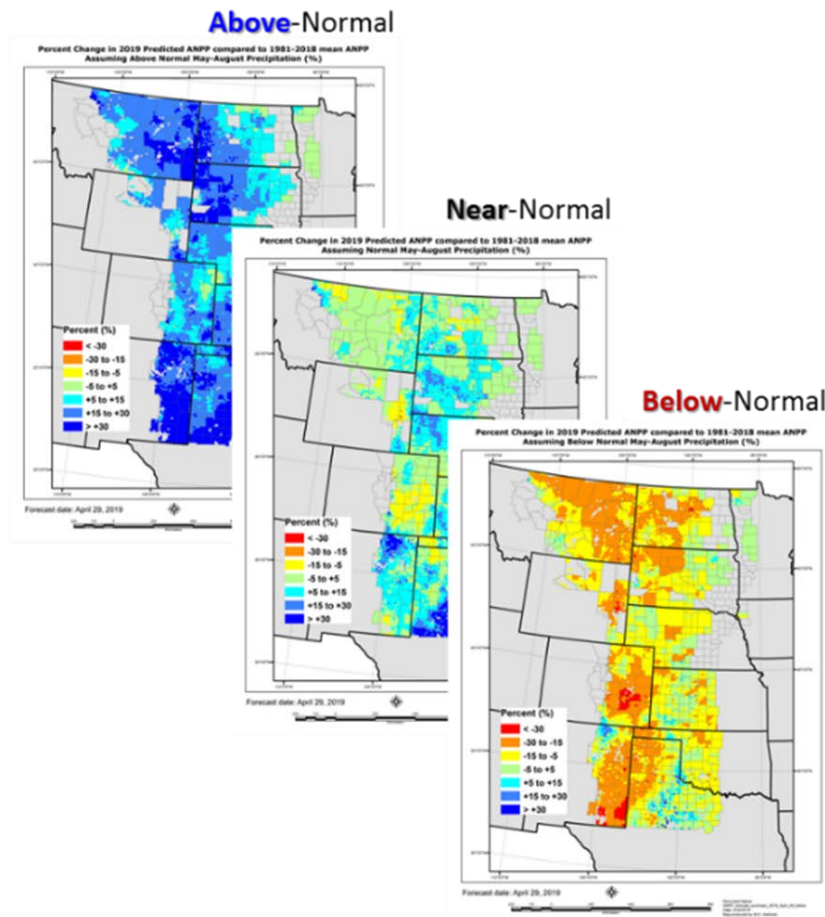 Above-Normal
Percent Change in 2019 Predicted ANPP compared to 1981-2018 mean ANPP
Assuming Above Normal May-August Precipitation (%)
Percent (%)
< -30
-30 to -15
-15 to -5
-5 to +5
+5 to +15
+15 to +30
> +30
Forecast date: April 29, 2019
Near-Normal
Percent Change in 2019 Predicted ANPP compared to 1981-2018 mean ANPP
Assuming Normal May-August Precipitation (%)
Percent (%)
< -30
-30 to -15
-15 to -5
-5 to +5
+5 to +15
+15 to +30
> +30
Forecast date: April 29, 2019
Below-Normal
Percent Change in 2019 Predicted ANPP compared to 1981-2018 mean ANPP
Assuming Below Normal May-August Precipitation (%)
Percent (%)
< -30
-30 to -15
-15 to -5
-5 to +5
+5 to +15
+15 to +30
> +30
Forecast date: April 29, 2019